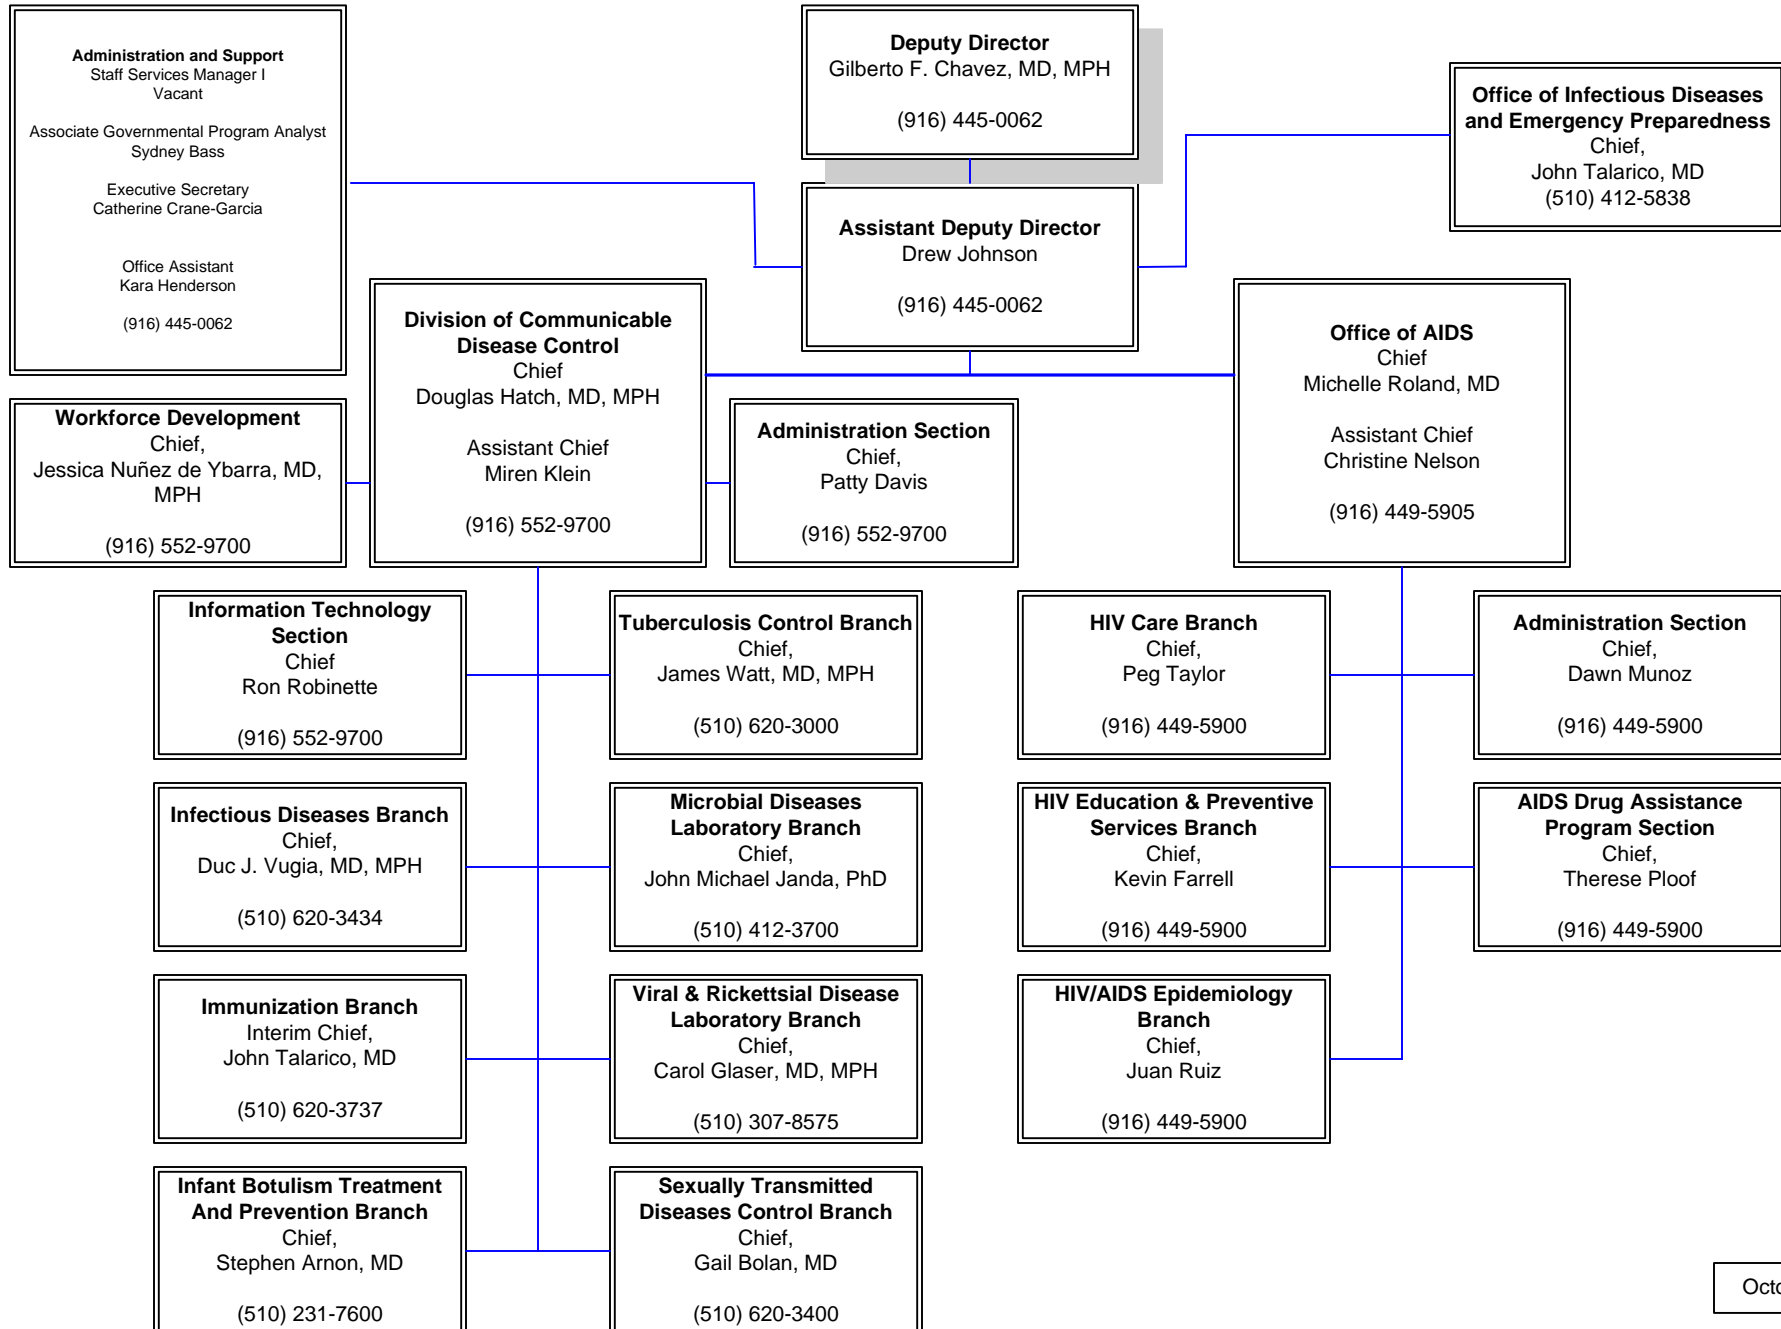 Administration and Support
Staff Services Manager I
Vacant
Associate Governmental Program Analyst
Sydney Bass
Executive Secretary
Catherine Crane-Garcia
Office Assistant
Kara Henderson
(916) 445-0062
Deputy Director
Gilberto F. Chavez, MD, MPH
(916) 445-0062
Office of Infectious Diseases
and Emergency Preparedness
Chief,
John Talarico, MD
(510) 412-5838
Assistant Deputy Director
Drew Johnson
(916) 445-0062
Division of Communicable
Disease Control
Chief
Douglas Hatch, MD, MPH
Assistant Chief
Miren Klein
(916) 552-9700
Office of AIDS
Chief
Michelle Roland, MD
Assistant Chief
Christine Nelson
(916) 449-5905
Workforce Development
Chief,
Jessica Nuñez de Ybarra, MD,
MPH
(916) 552-9700
Administration Section
Chief,
Patty Davis
(916) 552-9700
Information Technology
Section
Chief
Ron Robinette
(916) 552-9700
Tuberculosis Control Branch
Chief,
James Watt, MD, MPH
(510) 620-3000
HIV Care Branch
Chief,
Peg Taylor
(916) 449-5900
Administration Section
Chief,
Dawn Munoz
(916) 449-5900
Infectious Diseases Branch
Chief,
Duc J. Vugia, MD, MPH
(510) 620-3434
Microbial Diseases
Laboratory Branch
Chief,
John Michael Janda, PhD
(510) 412-3700
HIV Education & Preventive
Services Branch
Chief,
Kevin Farrell
(916) 449-5900
AIDS Drug Assistance
Program Section
Chief,
Therese Ploof
(916) 449-5900
Immunization Branch
Interim Chief,
John Talarico, MD
(510) 620-3737
Viral & Rickettsial Disease
Laboratory Branch
Chief,
Carol Glaser, MD, MPH
(510) 307-8575
HIV/AIDS Epidemiology
Branch
Chief,
Juan Ruiz
(916) 449-5900
Infant Botulism Treatment
And Prevention Branch
Chief,
Stephen Arnon, MD
(510) 231-7600
Sexually Transmitted
Diseases Control Branch
Chief,
Gail Bolan, MD
(510) 620-3400